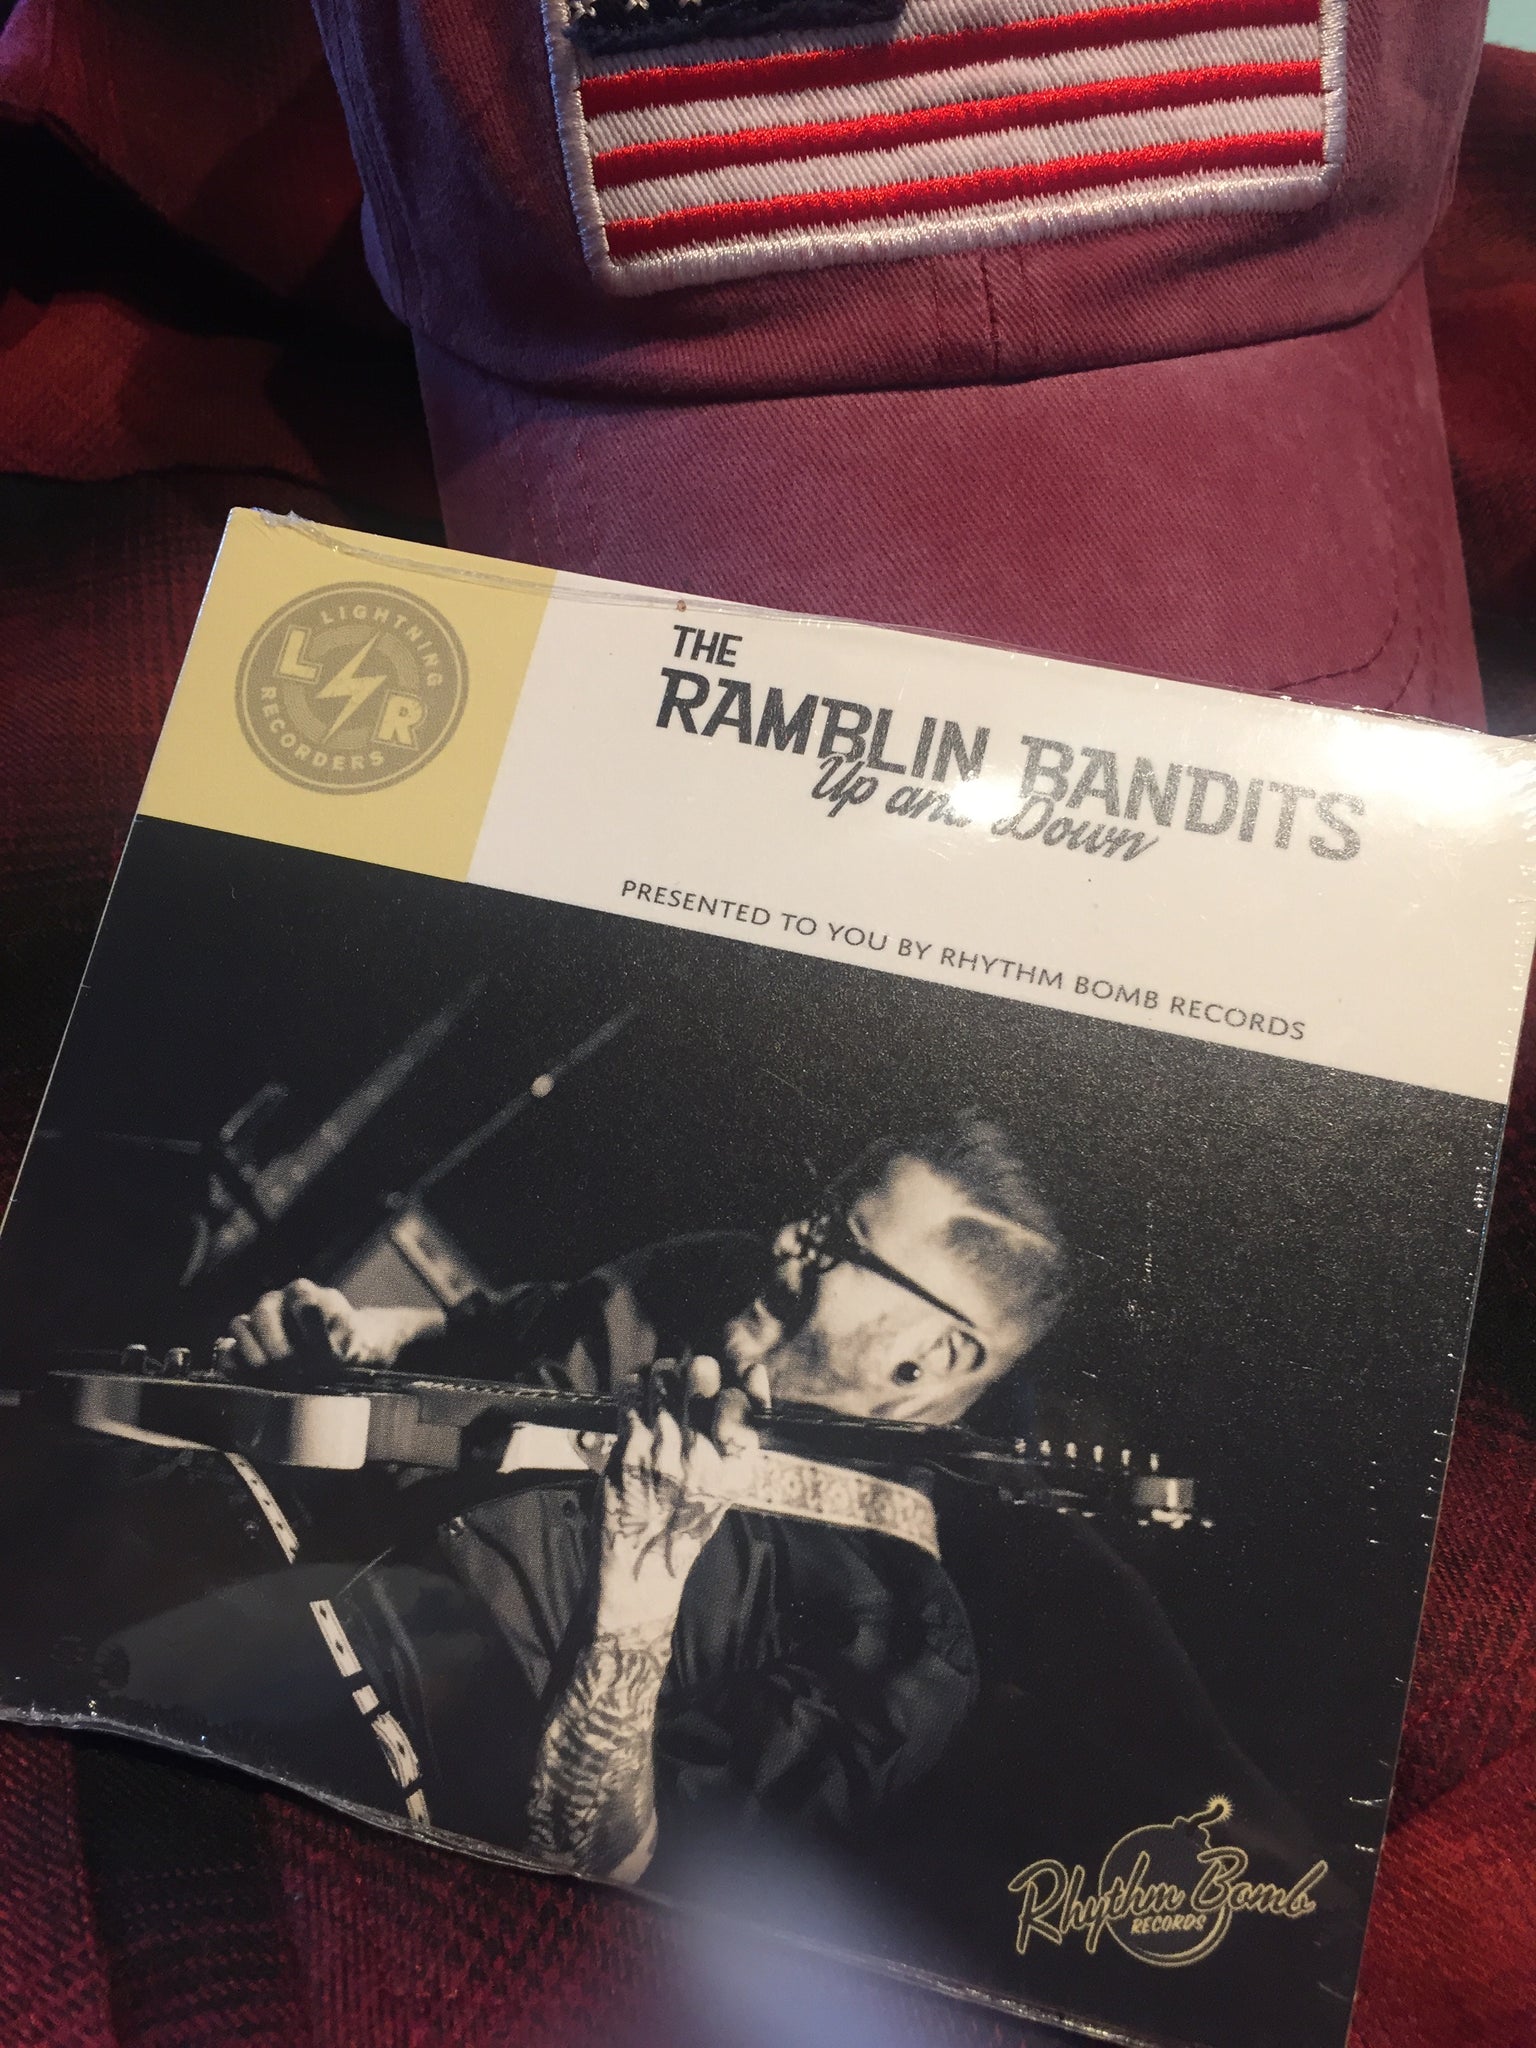 LIGHTNING
L R
RECORDERS
THE
RAMBLIN BANDITS
Up and Down
PRESENTED TO YOU BY RHYTHM BOMB RECORDS
Rhythm Bomb
RECORDS